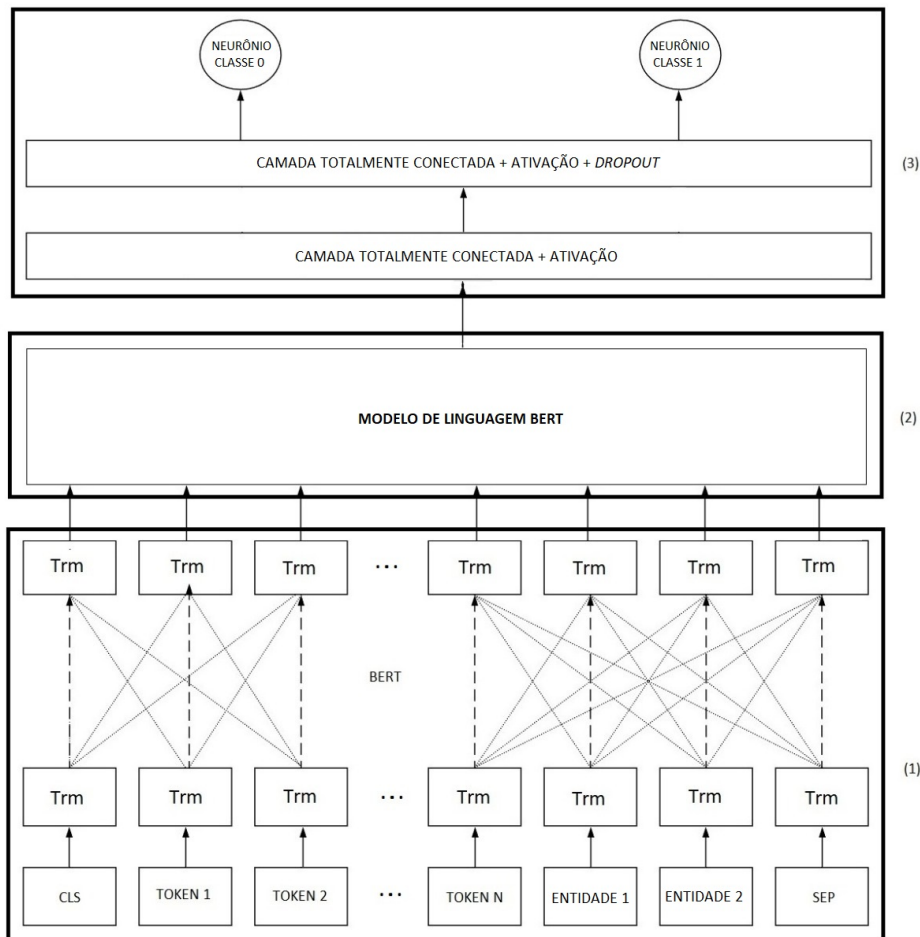 NEURÔNIO
CLASSE 0
NEURÔNIO
CLASSE 1
CAMADA TOTALMENTE CONECTADA + ATIVAÇÃO + DROPOUT
(3)
CAMADA TOTALMENTE CONECTADA + ATIVAÇÃO
MODELO DE LINGUAGEM BERT
(2)
Trm Trm Trm ... Trm Trm Trm Trm
BERT
(1)
Trm Trm Trm ... Trm Trm Trm Trm
CLS TOKEN 1 TOKEN 2 ... TOKEN N ENTIDADE 1 ENTIDADE 2 SEP